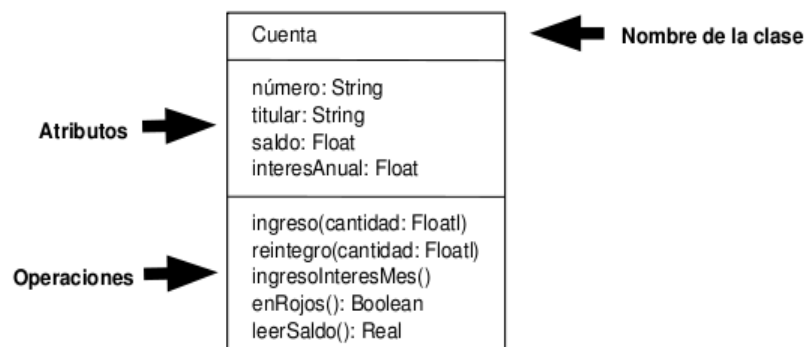 Cuenta
Nombre de la clase
número: String
titular: String
saldo: Float
interesAnual: Float
Atributos
ingreso(cantidad: Floatl)
reintegro(cantidad: Floatl)
ingresoInteresMes()
enRojos(): Boolean
leerSaldo(): Real
Operaciones